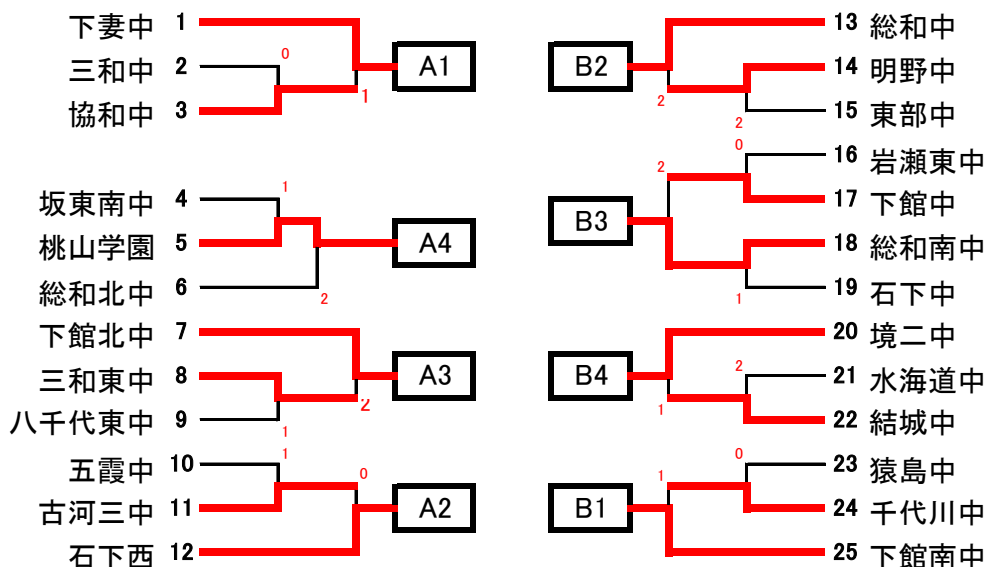 下妻中 1
0
三和中 2
A1
協和中 3
1
1
坂東南中 4
桃山学園 5
A4
総和北中 6
2
下館北中 7
三和東中 8
A3
2
八千代東中 9
1
1
五霞中 10
0
古河三中 11
A2
石下西 12
13 総和中
B2
14 明野中
2
15 東部中
2
0
16 岩瀬東中
2
17 下館中
B3
18 総和南中
19 石下中
1
20 境二中
B4
2
21 水海道中
1
22 結城中
0
23 猿島中
1
24 千代川中
B1
25 下館南中